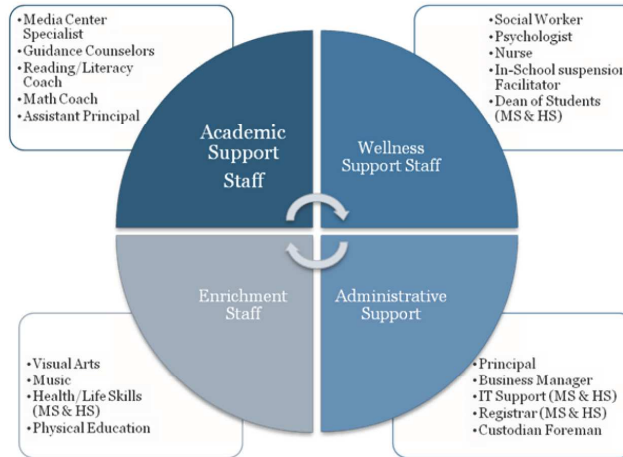 •Media Center
Specialist
•Guidance Counselors
•Reading/Literacy
Coach
•Math Coach
•Assistant Principal
•Social Worker
•Psychologist
•Nurse
•In-School suspension
Facilitator
•Dean of Students
(MS & HS)
Academic
Support
Staff
Wellness
Support Staff
Enrichment
Staff
Administrative
Support
•Visual Arts
•Music
•Health/Life Skills
(MS & HS)
•Physical Education
•Principal
•Business Manager
•IT Support (MS & HS)
•Registrar (MS & HS)
•Custodian Foreman